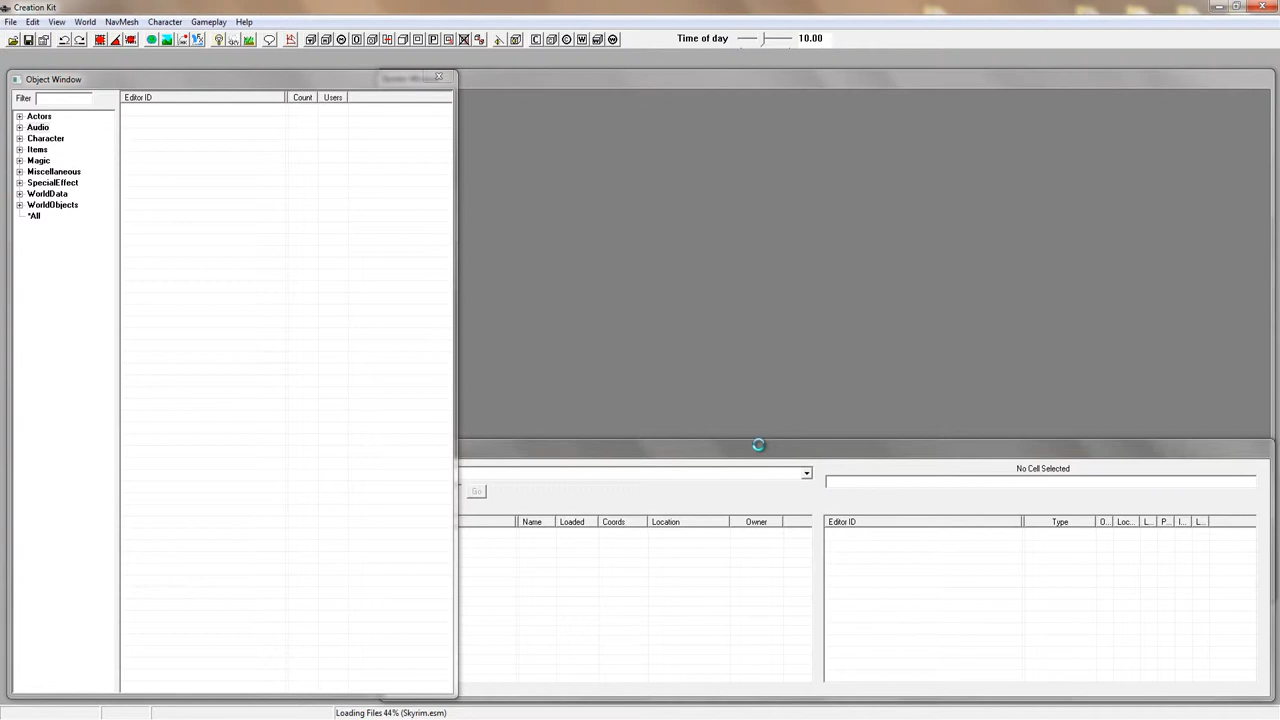 Creation Kit
File Edit View World NavMesh Character Gameplay Help
Time of day 10.00
Object Window
Filter
Editor ID Count Users
Actors
Audio
Character
Items
Magic
Miscellaneous
SpecialEffect
WorldData
WorldObjects
*All
No Cell Selected
Go
Name Loaded Coords Location Owner
Editor ID Type O... Loc... L... P... I... L...
Loading Files 44% (Skyrim.esm)